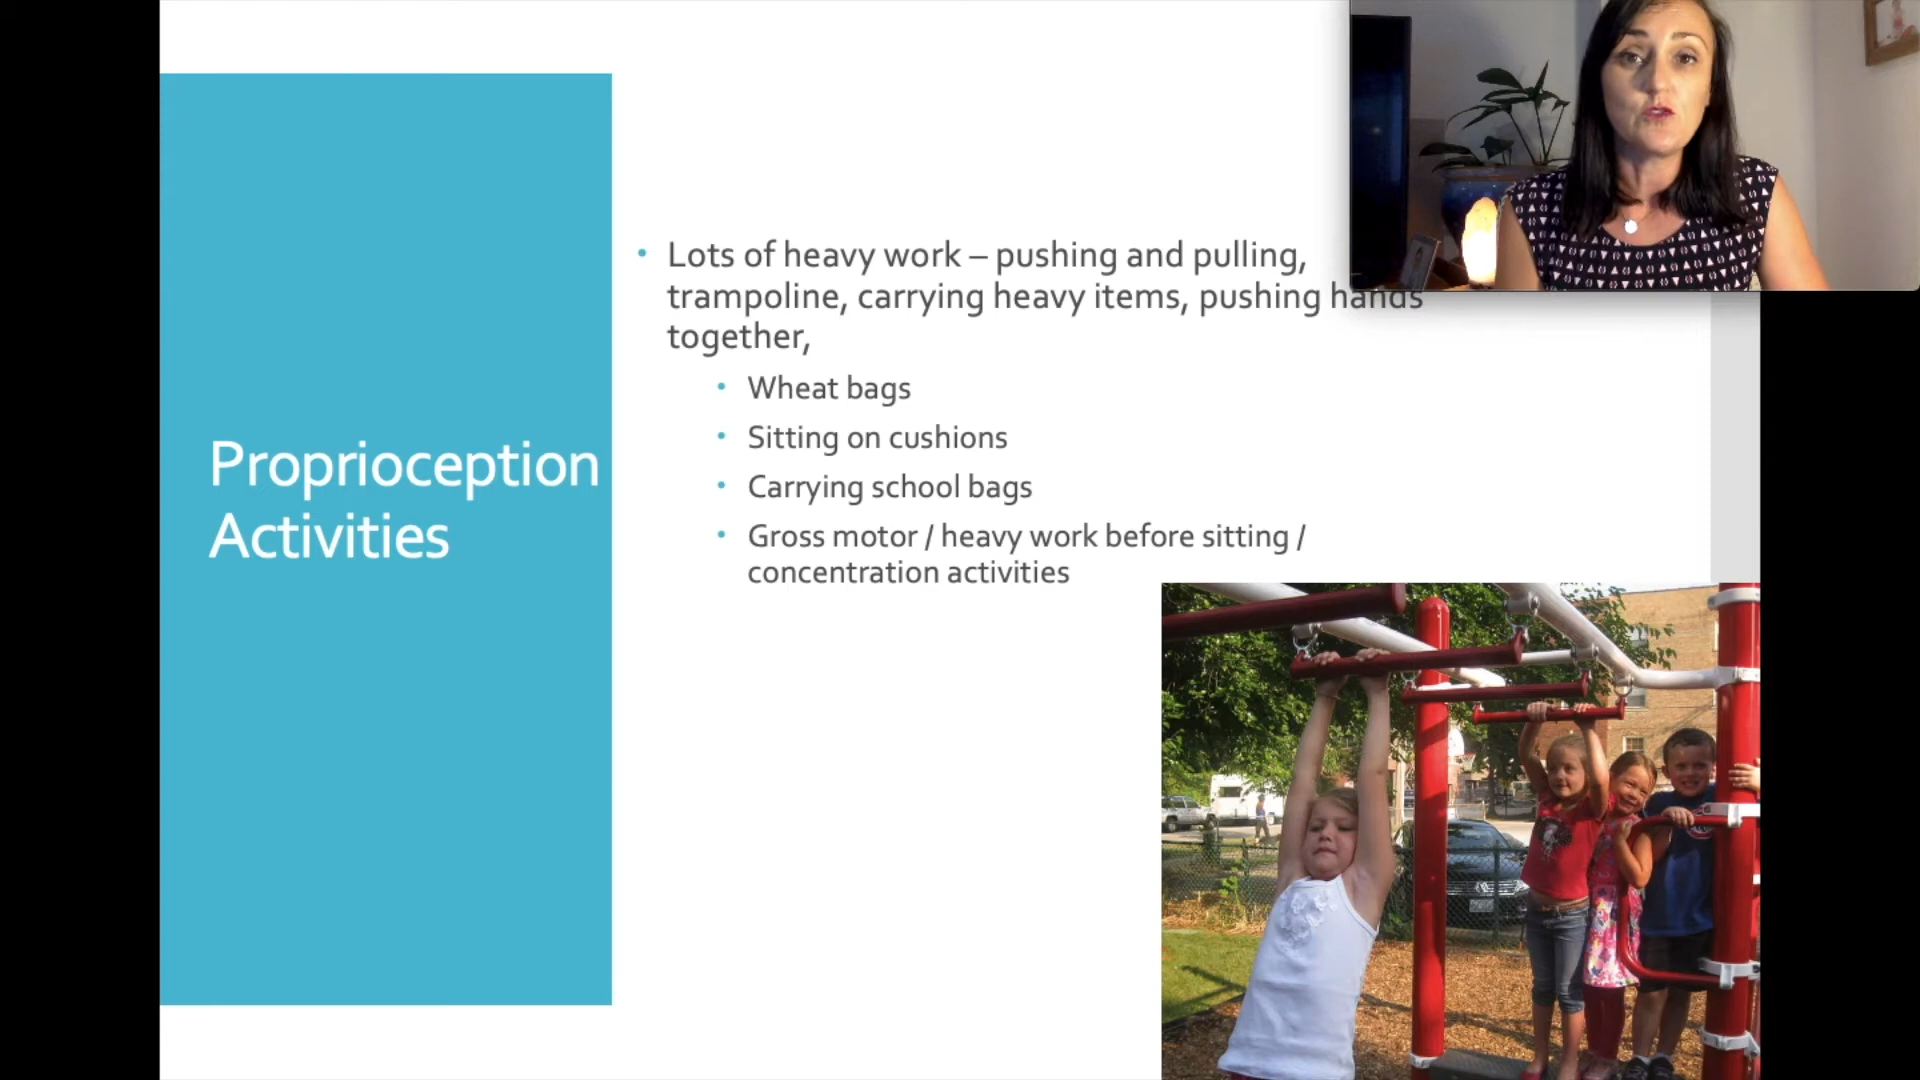 Proprioception
Activities
• Lots of heavy work – pushing and pulling,
trampoline, carrying heavy items, pushing hands
together,
• Wheat bags
• Sitting on cushions
• Carrying school bags
• Gross motor / heavy work before sitting /
concentration activities